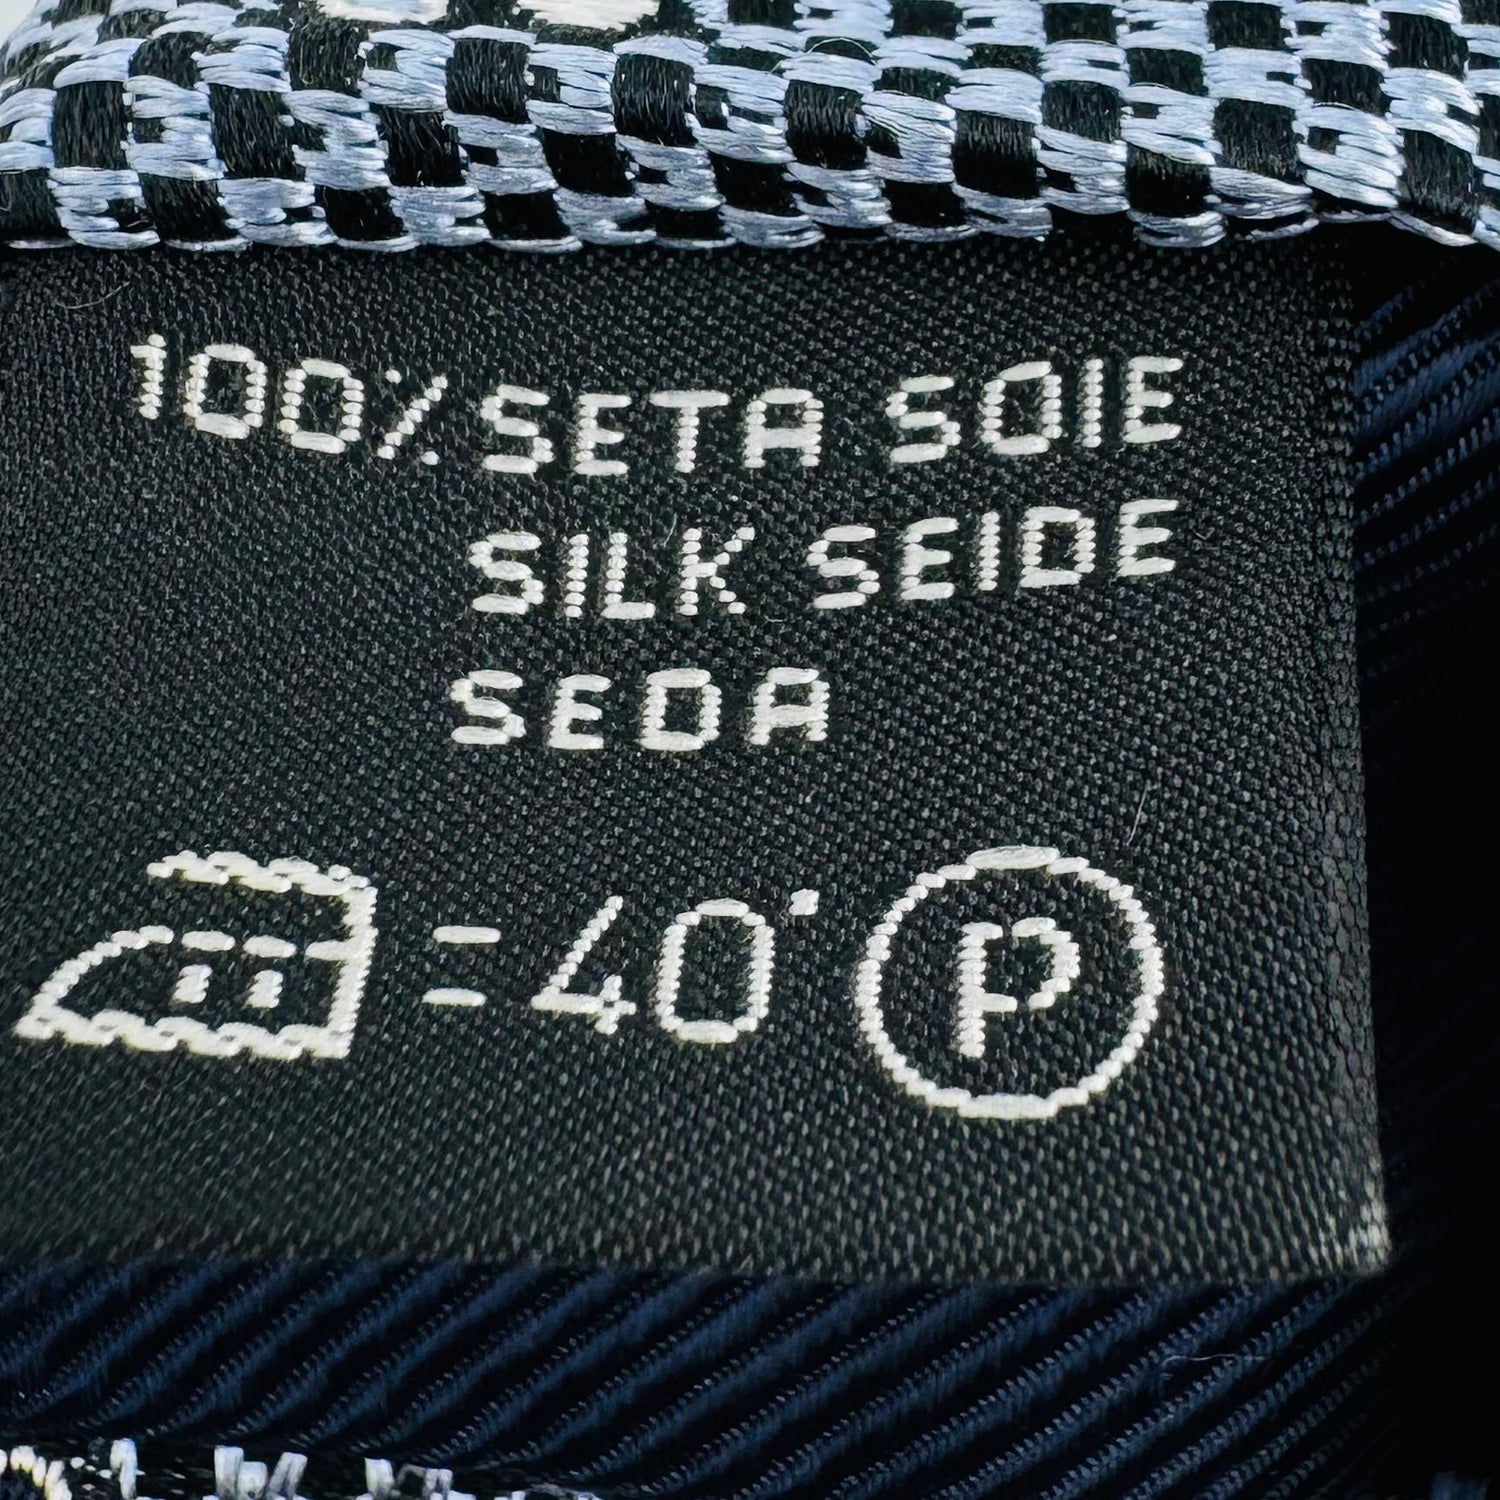 100% SETA SOIE
SILK SEIDE
SEDA
=40° P